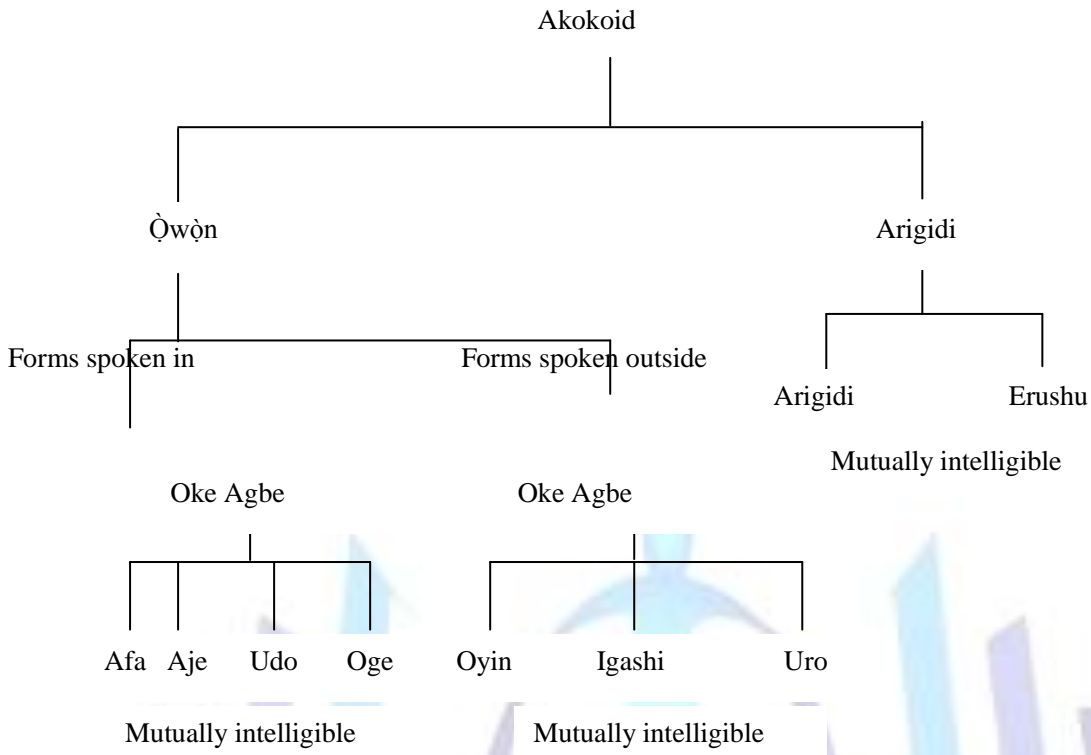 Akokoid
Ọ̀wọ̀n Arigidi
Forms spoken in Forms spoken outside
Arigidi Erushu
Mutually intelligible
Oke Agbe Oke Agbe
Afa Aje Udo Oge Oyin Igashi Uro
Mutually intelligible Mutually intelligible